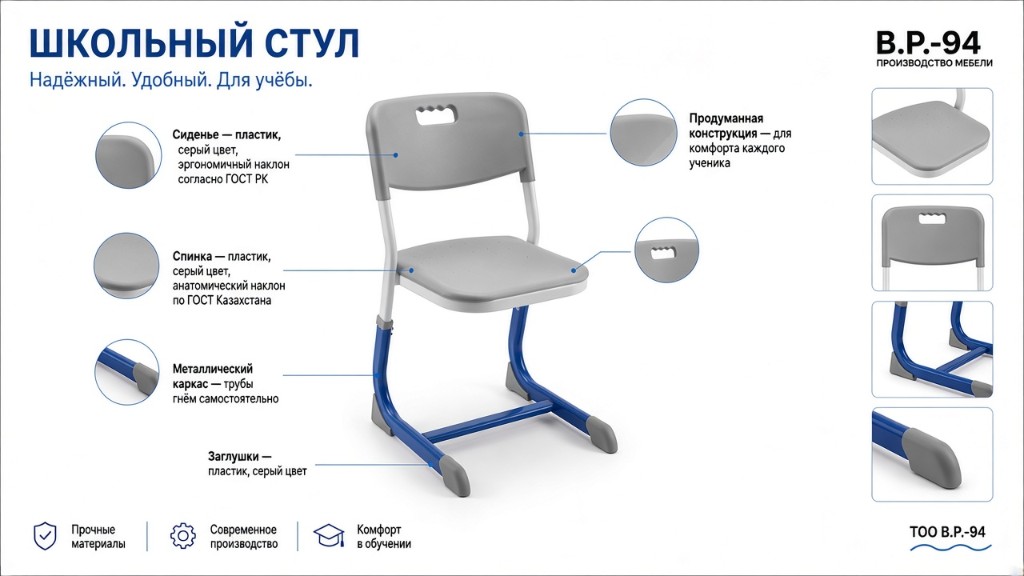 ШКОЛЬНЫЙ СТУЛ
Надёжный. Удобный. Для учёбы.
B.P.-94
ПРОИЗВОДСТВО МЕБЕЛИ
Сиденье — пластик,
серый цвет,
эргономичный наклон
согласно ГОСТ РК
Продуманная
конструкция — для
комфорта каждого
ученика
Спинка — пластик,
серый цвет,
анатомический наклон
по ГОСТ Казахстана
Металлический
каркас — трубы
гнём самостоятельно
Заглушки —
пластик, серый цвет
Прочные
материалы
Современное
производство
Комфорт
в обучении
ТОО B.P.-94